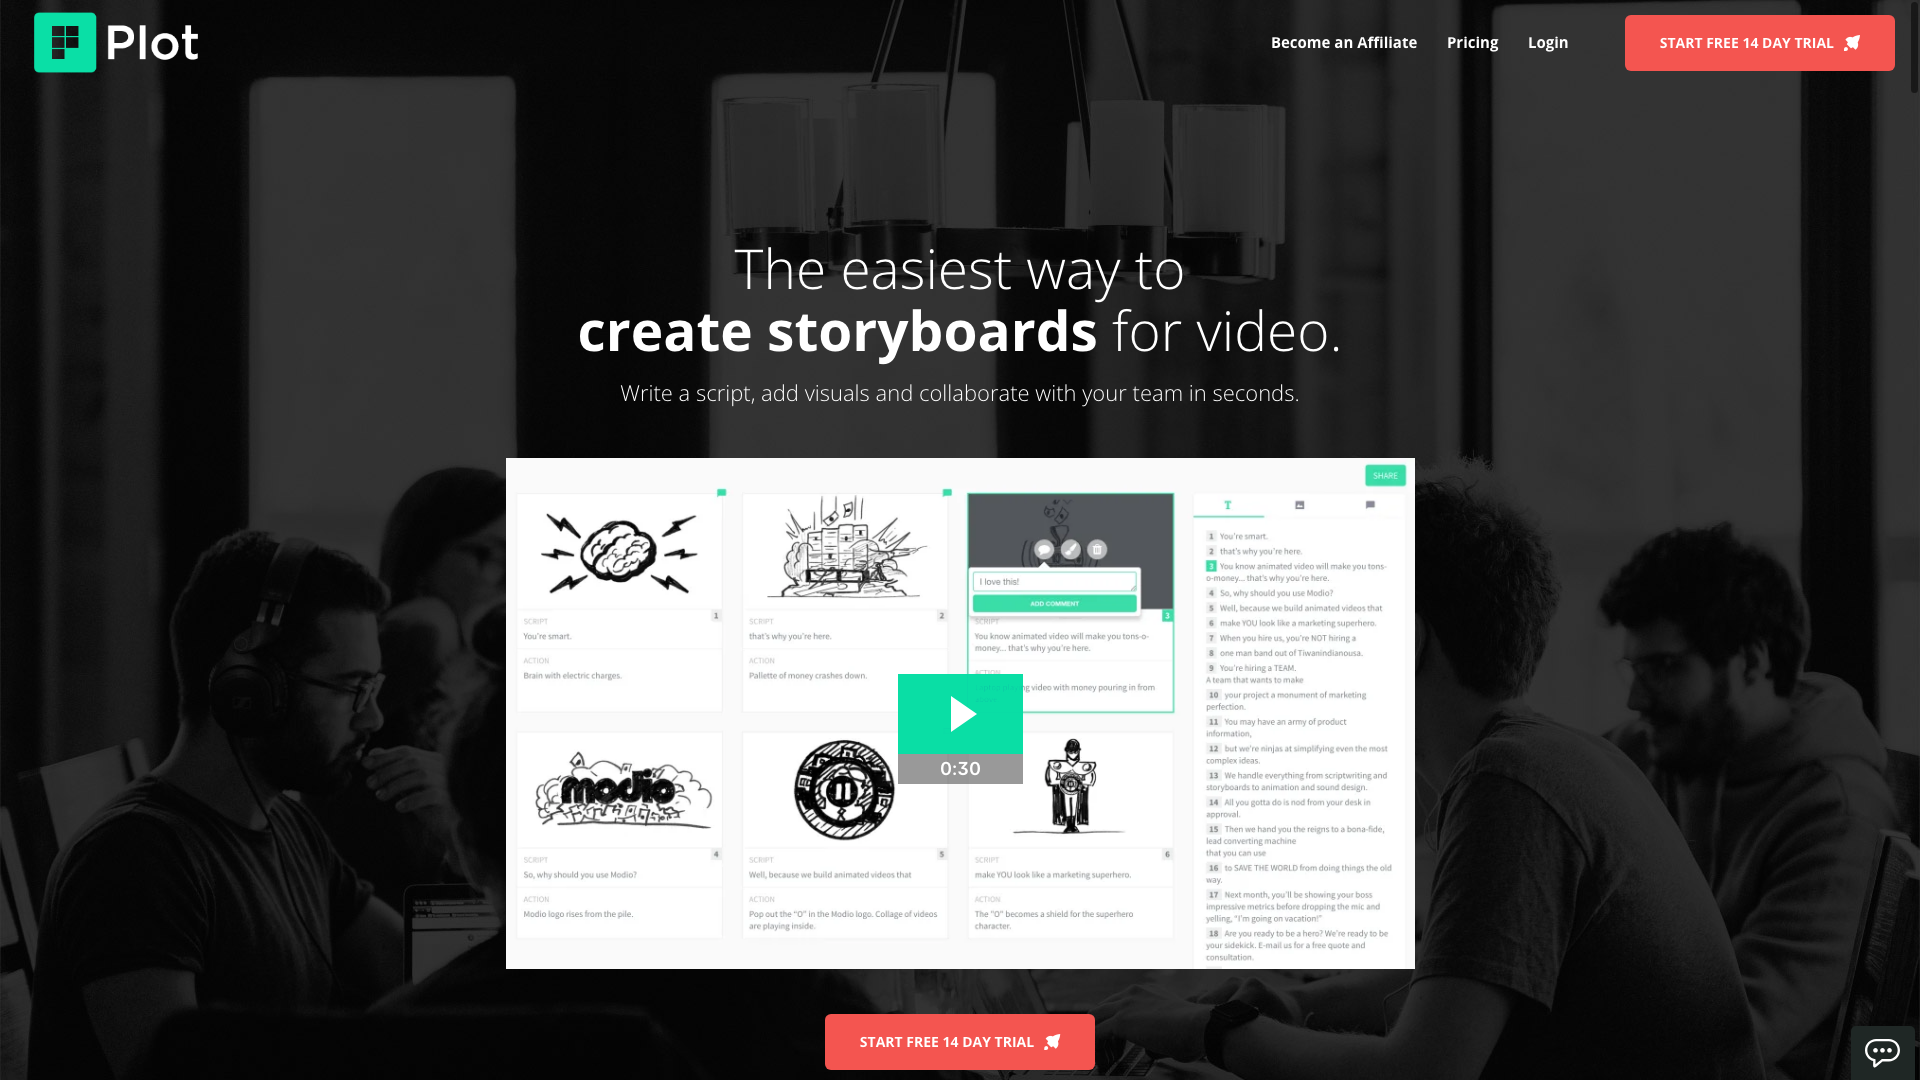 Plot
Become an Affiliate
Pricing
Login
START FREE 14 DAY TRIAL
The easiest way to
create storyboards for video.
Write a script, add visuals and collaborate with your team in seconds.
SHARE
1
SCRIPT
You're smart.
ACTION
Brain with electric charges.
2
SCRIPT
that's why you're here.
ACTION
Pallette of money crashes down.
I love this!
ADD COMMENT
3
SCRIPT
You know animated video will make you tons-o-
money... that's why you're here.
ACTION
video with money pouring in from
modio
4
SCRIPT
So, why should you use Modio?
ACTION
Modio logo rises from the pile.
5
SCRIPT
Well, because we build animated videos that
ACTION
Pop out the "O" in the Modio logo. Collage of videos
are playing inside.
6
SCRIPT
make YOU look like a marketing superhero.
ACTION
The "O" becomes a shield for the superhero
character.
0:30
T
1 You're smart.
2 that's why you're here.
3 You know animated video will make you tons-
o-money... that's why you're here.
4 So, why should you use Modio?
5 Well, because we build animated videos that
6 make YOU look like a marketing superhero.
7 When you hire us, you're NOT hiring a
8 one man band out of Tiwanindianousa.
9 You're hiring a TEAM.
A team that wants to make
10 your project a monument of marketing
perfection.
11 You may have an army of product
information,
12 but we're ninjas at simplifying even the most
complex ideas.
13 We handle everything from scriptwriting and
storyboards to animation and sound design.
14 All you gotta do is nod from your desk in
approval.
15 Then we hand you the reigns to a bona-fide,
lead converting machine
that you can use
16 to SAVE THE WORLD from doing things the old
way.
17 Next month, you'll be showing your boss
impressive metrics before dropping the mic and
yelling, "I'm going on vacation!"
18 Are you ready to be a hero? We're ready to be
your sidekick. E-mail us for a free quote and
consultation.
START FREE 14 DAY TRIAL